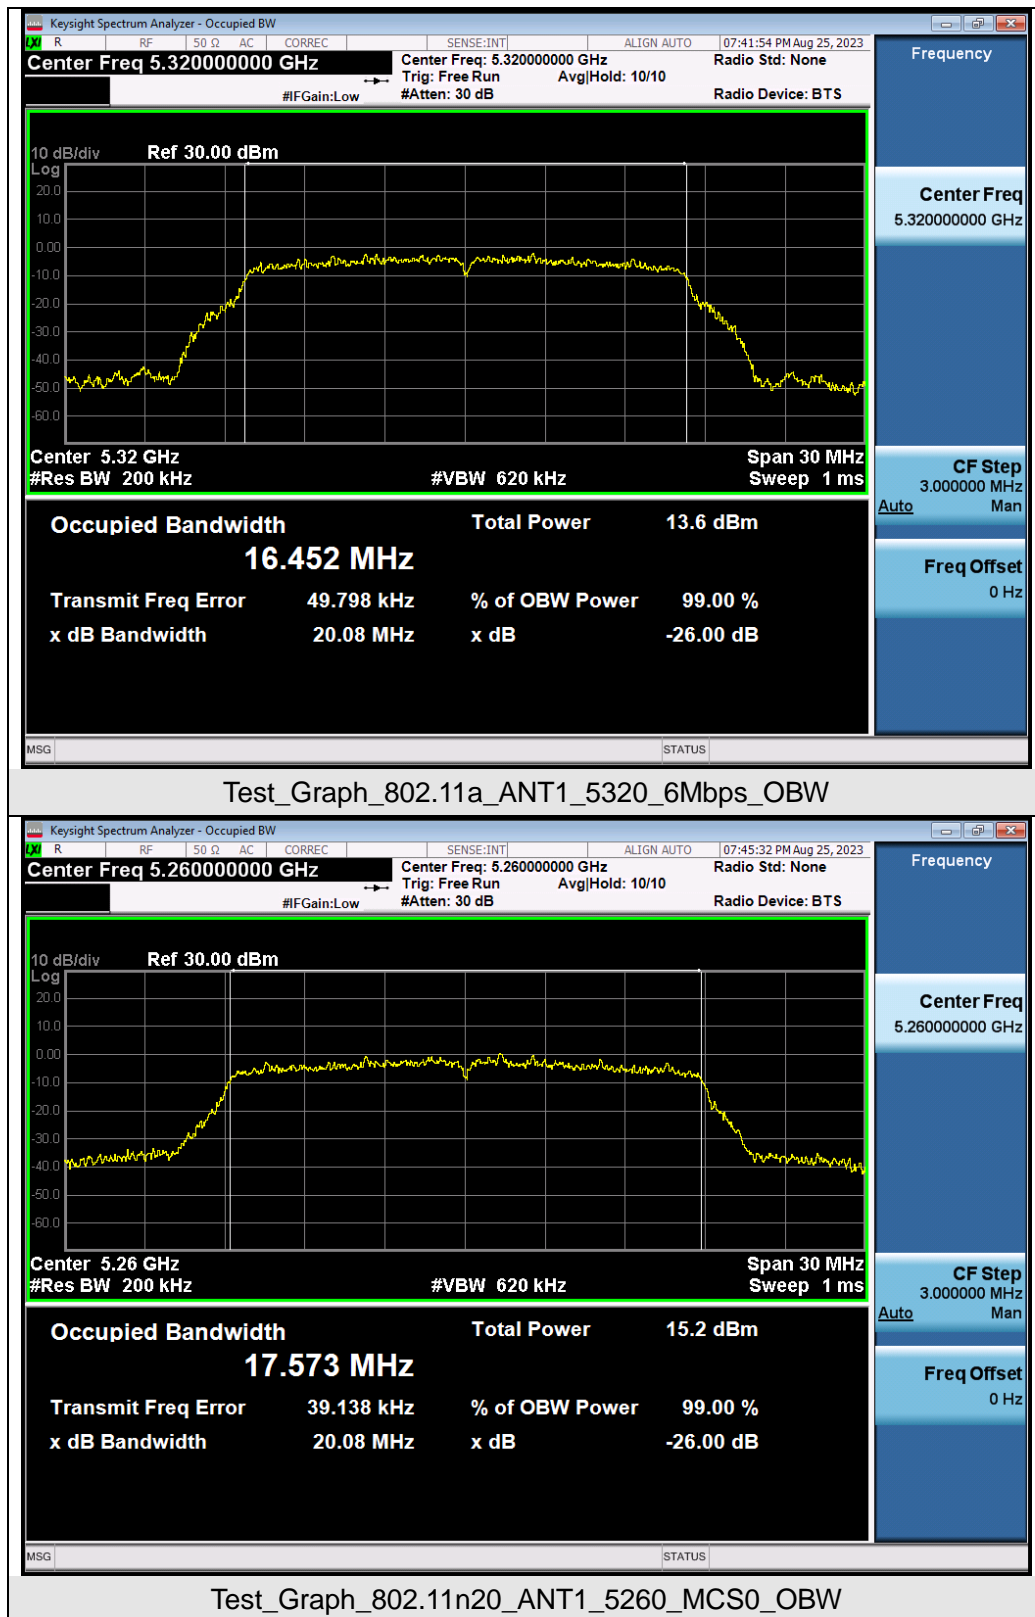 Keysight Spectrum Analyzer - Occupied BW
LXI R RF 50 Ω AC CORREC SENSE:INT ALIGN AUTO 07:41:54 PM Aug 25, 2023
Center Freq 5.320000000 GHz Center Freq: 5.320000000 GHz Radio Std: None Frequency
Trig: Free Run Avg|Hold: 10/10
#IFGain:Low #Atten: 30 dB Radio Device: BTS
10 dB/div Ref 30.00 dBm
Log
20.0
10.0
0.00
-10.0
-20.0
-30.0
-40.0
-50.0
-60.0
Center Freq
5.320000000 GHz
Center 5.32 GHz Span 30 MHz
#Res BW 200 kHz #VBW 620 kHz Sweep 1 ms
CF Step
3.000000 MHz
Auto Man
Occupied Bandwidth Total Power 13.6 dBm
16.452 MHz
Transmit Freq Error 49.798 kHz % of OBW Power 99.00 %
x dB Bandwidth 20.08 MHz x dB -26.00 dB
Freq Offset
0 Hz
MSG STATUS
Test_Graph_802.11a_ANT1_5320_6Mbps_OBW
Keysight Spectrum Analyzer - Occupied BW
LXI R RF 50 Ω AC CORREC SENSE:INT ALIGN AUTO 07:45:32 PM Aug 25, 2023
Center Freq 5.260000000 GHz Center Freq: 5.260000000 GHz Radio Std: None Frequency
Trig: Free Run Avg|Hold: 10/10
#IFGain:Low #Atten: 30 dB Radio Device: BTS
10 dB/div Ref 30.00 dBm
Log
20.0
10.0
0.00
-10.0
-20.0
-30.0
-40.0
-50.0
-60.0
Center Freq
5.260000000 GHz
Center 5.26 GHz Span 30 MHz
#Res BW 200 kHz #VBW 620 kHz Sweep 1 ms
CF Step
3.000000 MHz
Auto Man
Occupied Bandwidth Total Power 15.2 dBm
17.573 MHz
Transmit Freq Error 39.138 kHz % of OBW Power 99.00 %
x dB Bandwidth 20.08 MHz x dB -26.00 dB
Freq Offset
0 Hz
MSG STATUS
Test_Graph_802.11n20_ANT1_5260_MCS0_OBW